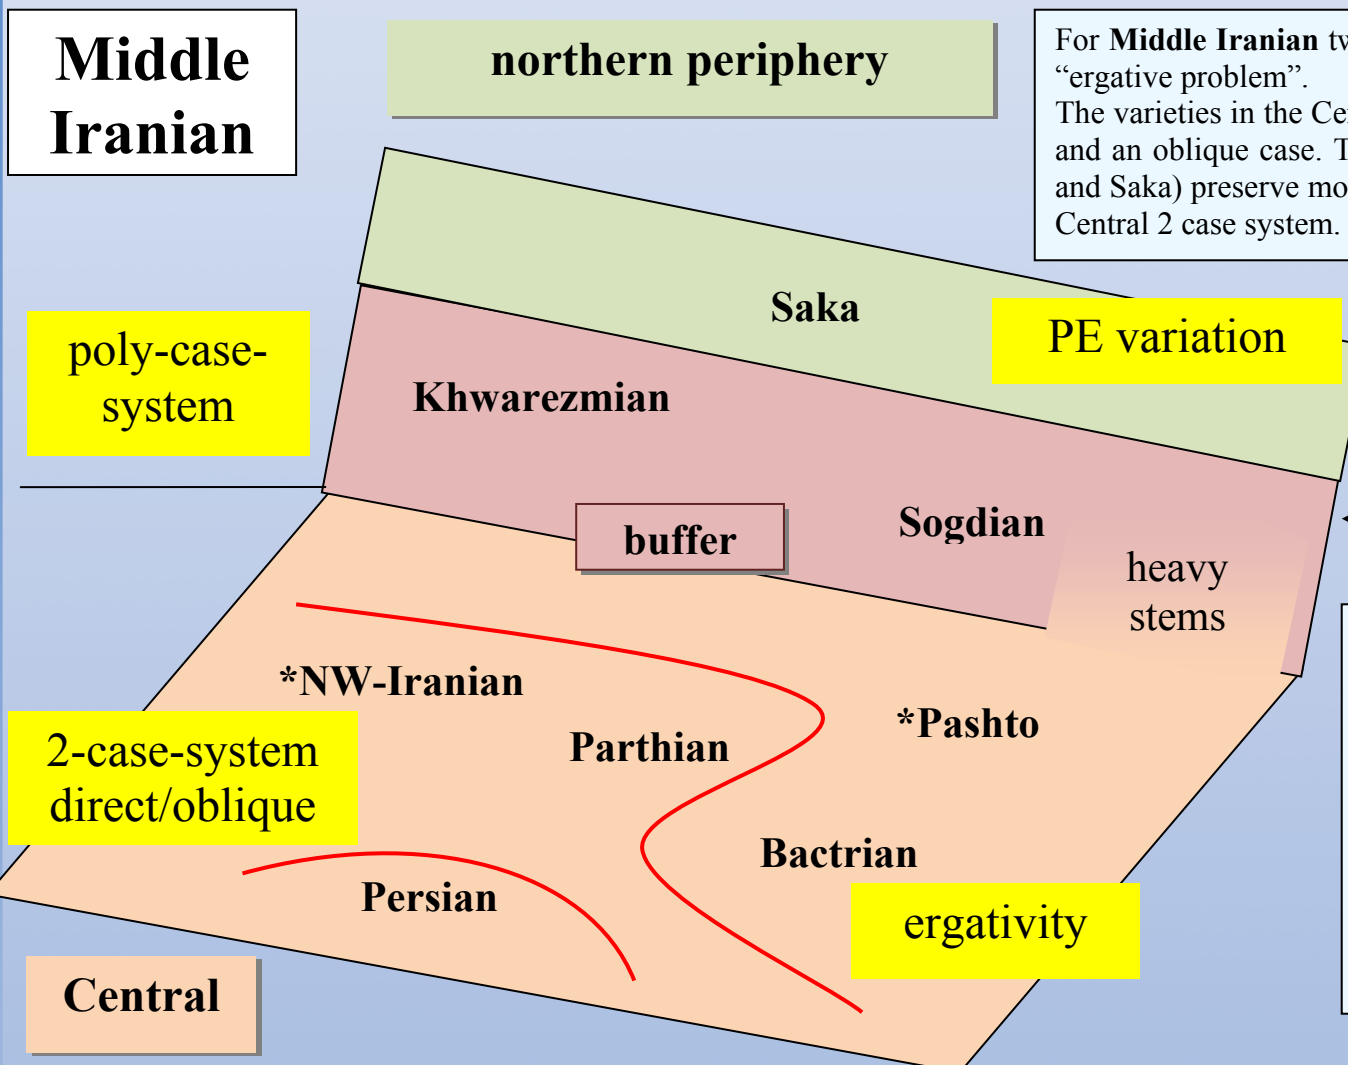 Middle
Iranian
northern periphery
For Middle Iranian
“ergative problem”.
The varieties in the
and an oblique case.
and Saka) preserve
Central 2 case system.
Saka
PE variation
poly-case-
system
Khwarezmian
Sogdian
buffer
heavy
stems
*NW-Iranian
*Pashto
Parthian
2-case-system
direct/oblique
Bactrian
Persian
ergativity
Central